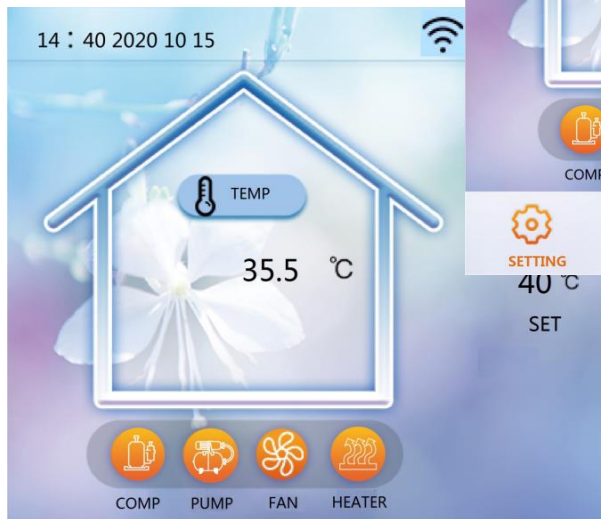 14：40 2020 10 15
TEMP
35.5 ℃
COMP PUMP FAN HEATER
COMP
SETTING
40 ℃
SET